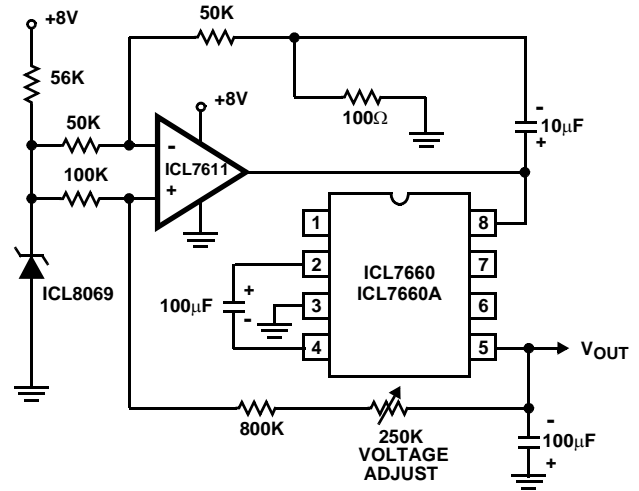 +8V
50K
56K
+8V
100Ω
-
10μF
+
50K
-
ICL7611
+
100K
ICL8069
1
2
3
4
8
7
6
5
ICL7660
ICL7660A
+
100μF
-
VOUT
800K
250K
VOLTAGE
ADJUST
-
100μF
+